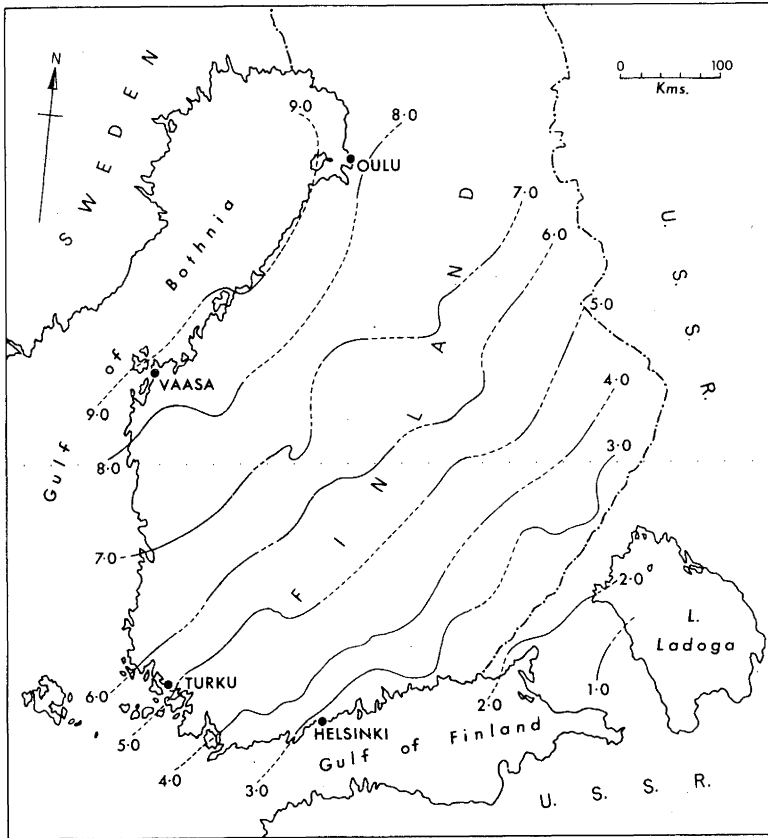 N
SWEDEN
0 100
Kms.
9.0
8.0
OULU
Gulf of Bothnia
7.0
6.0
U.S.S.R.
5.0
FINLAND
VAASA
9.0
4.0
8.0
3.0
7.0
2.0
L.
Ladoga
TURKU
6.0
1.0
2.0
5.0
HELSINKI
Gulf of Finland
4.0
3.0
U. S. S. R.